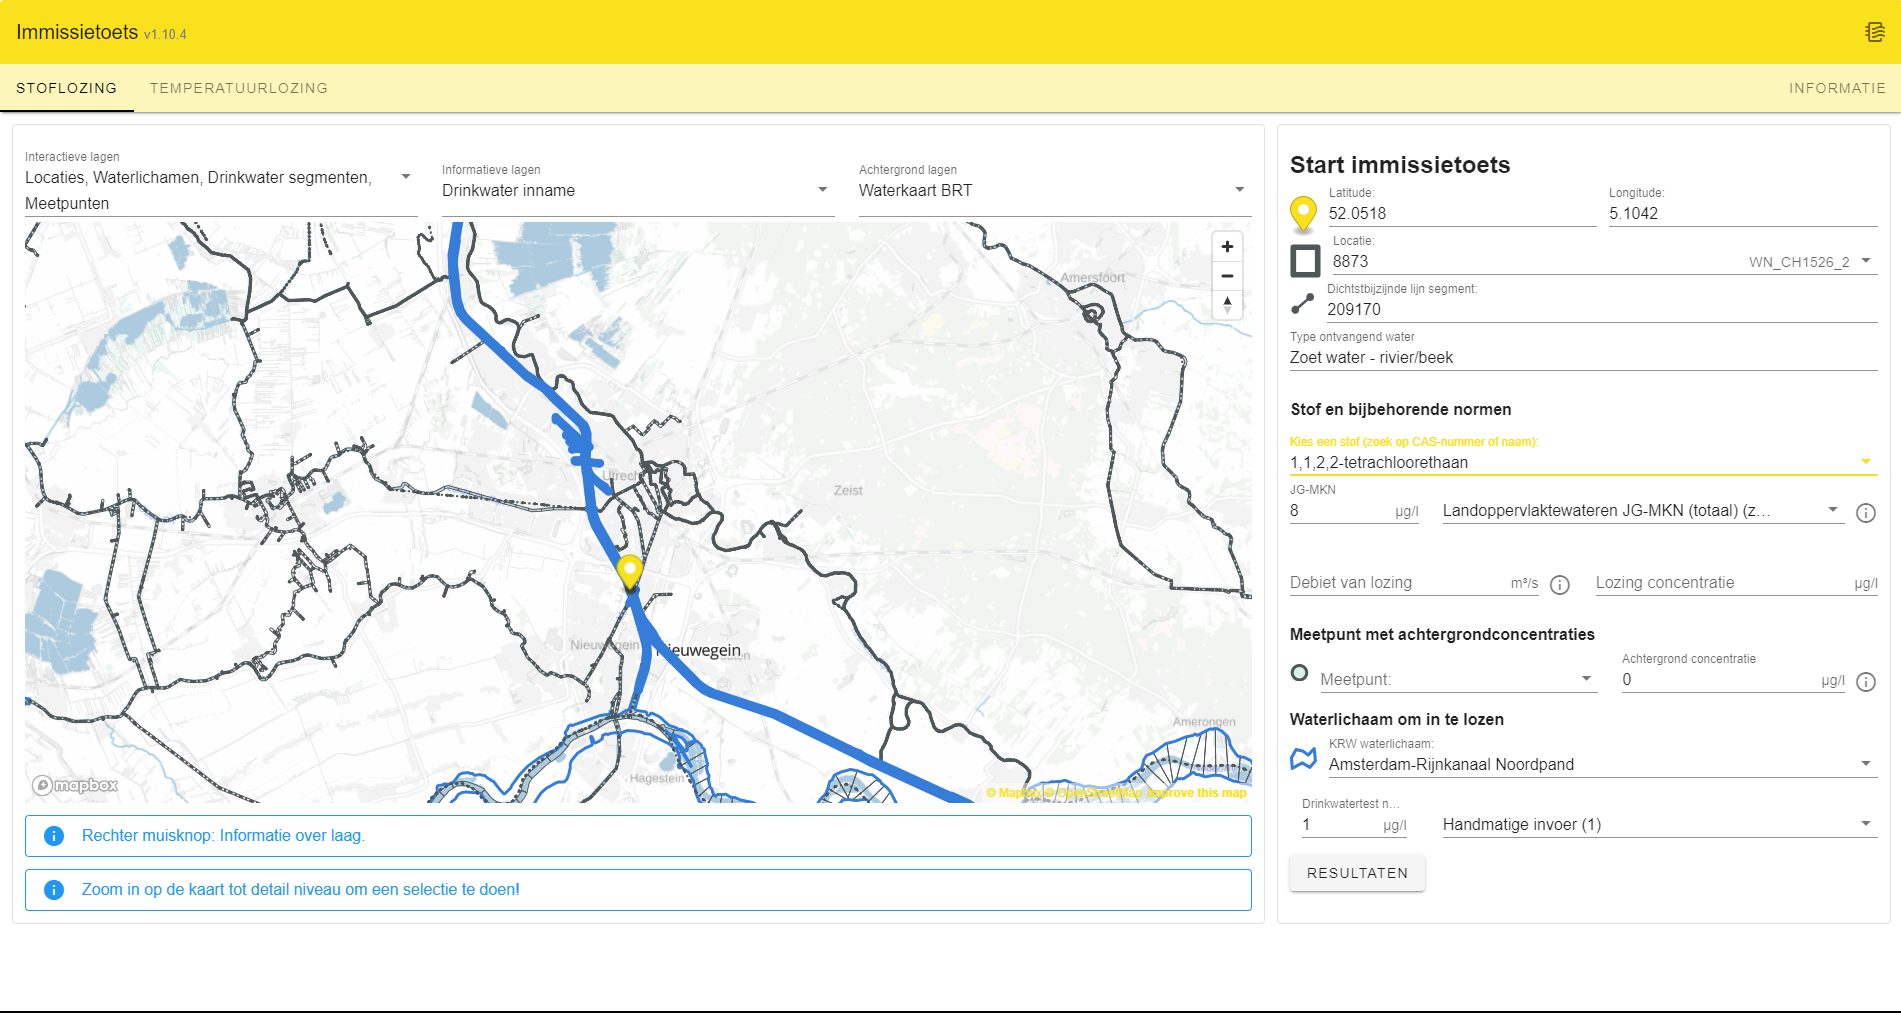 Immissietoets v1.10.4
STOFLOZING
TEMPERATUURLOZING
INFORMATIE
Interactieve lagen
Locaties, Waterlichamen, Drinkwater segmenten,
Meetpunten
Informatieve lagen
Drinkwater inname
Achtergrond lagen
Waterkaart BRT
Amersfoort
Utrech
Zeist
Nieuwegein
Nieuwegein
Amerongen
Hagestein
mapbox
© Mapbox © OpenStreetMap Improve this map
Rechter muisknop: Informatie over laag.
Zoom in op de kaart tot detail niveau om een selectie te doen!
Start immissietoets
Latitude:
52.0518
Longitude:
5.1042
Locatie:
8873
WN_CH1526_2
Dichtstbijzijnde lijn segment:
209170
Type ontvangend water
Zoet water - rivier/beek
Stof en bijbehorende normen
Kies een stof (zoek op CAS-nummer of naam):
1,1,2,2-tetrachloorethaan
JG-MKN
8 µg/l
Landoppervlaktewateren JG-MKN (totaal) (z...
Debiet van lozing m³/s
Lozing concentratie µg/l
Meetpunt met achtergrondconcentraties
Meetpunt:
Achtergrond concentratie
0 µg/l
Waterlichaam om in te lozen
KRW waterlichaam:
Amsterdam-Rijnkanaal Noordpand
Drinkwatertest n...
1 µg/l
Handmatige invoer (1)
RESULTATEN